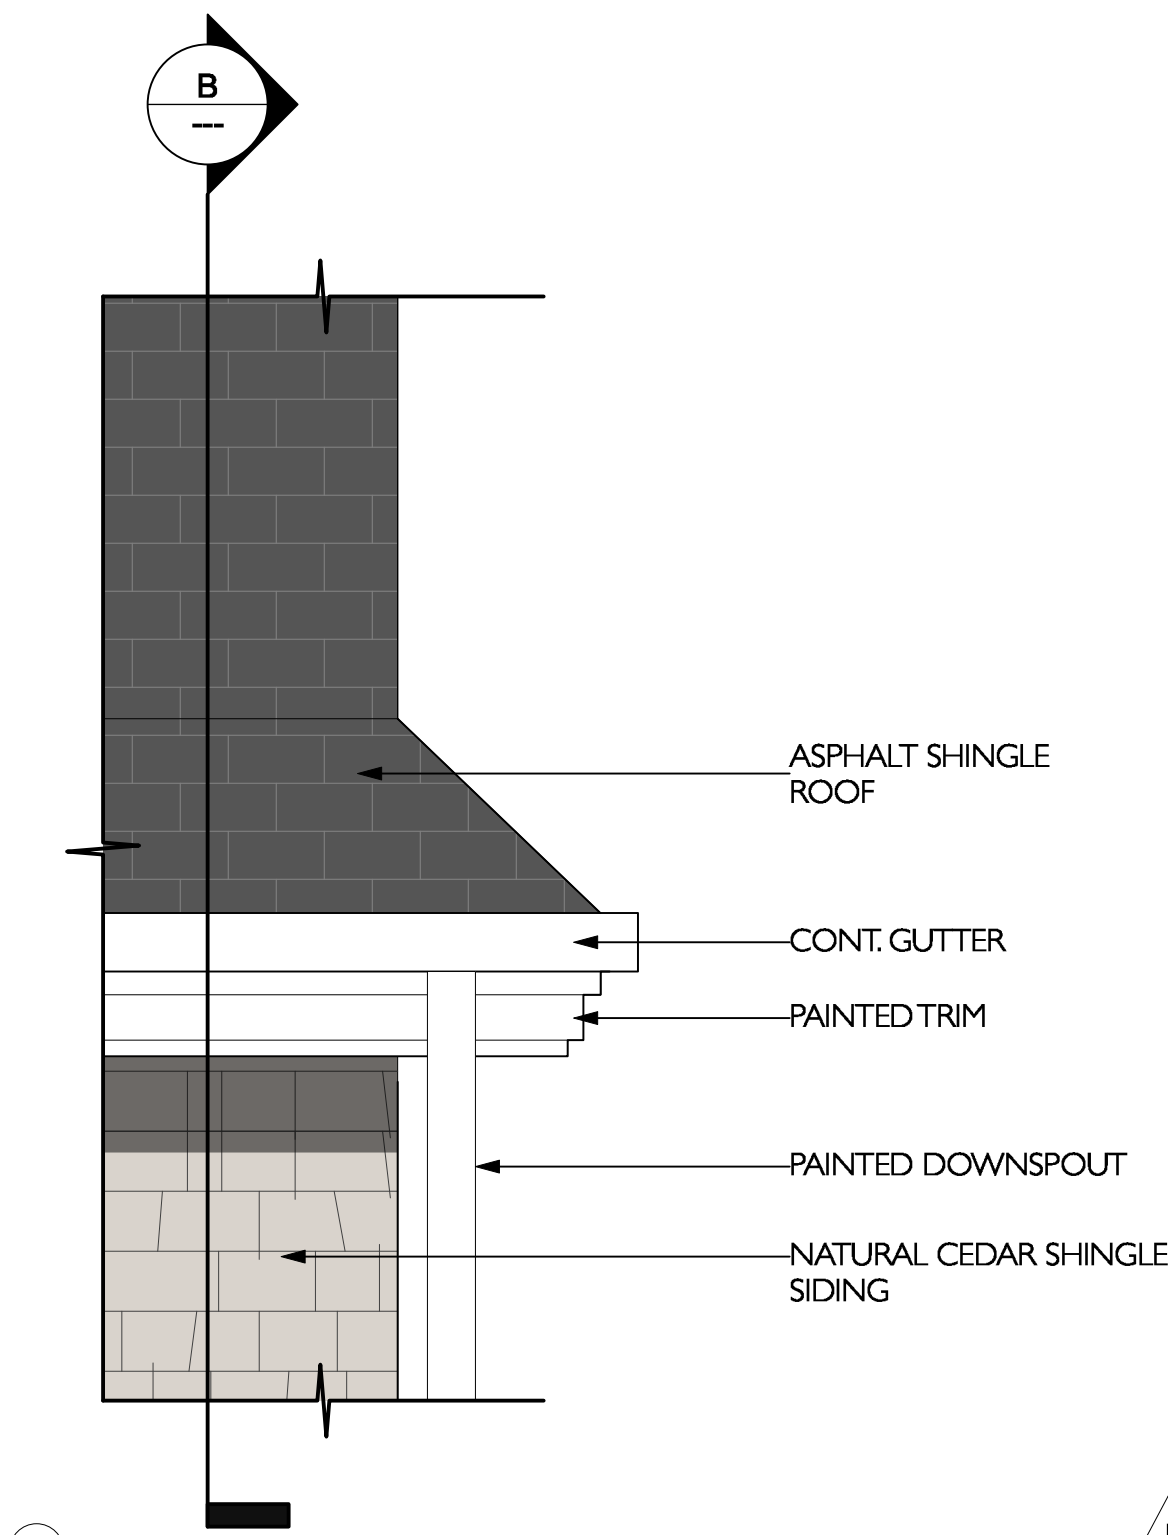 B
---
ASPHALT SHINGLE
ROOF
CONT. GUTTER
PAINTED TRIM
PAINTED DOWNSPOUT
NATURAL CEDAR SHINGLE
SIDING